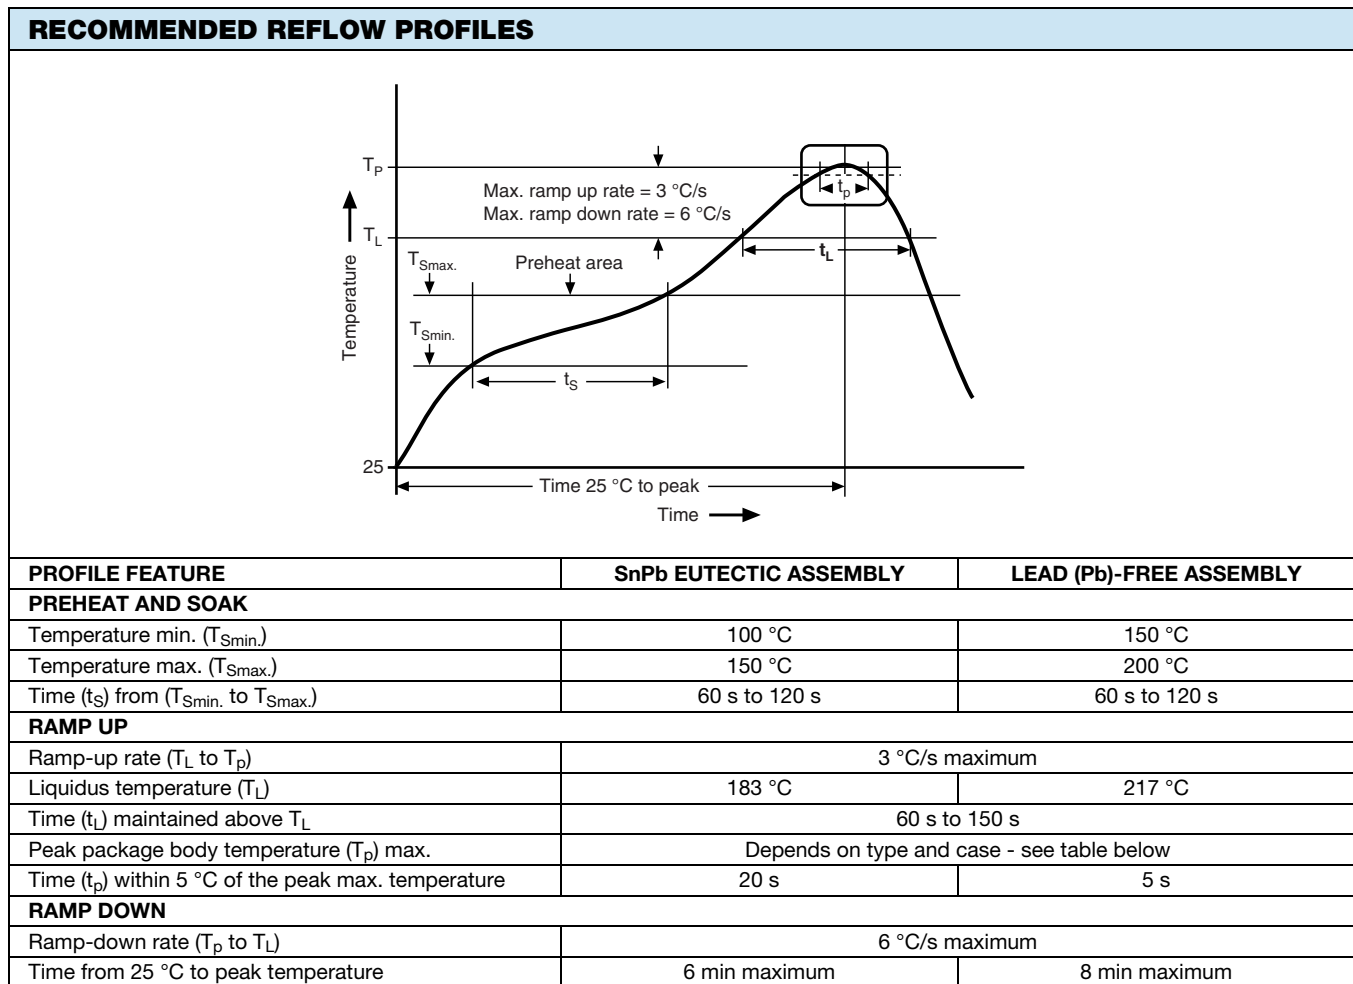 RECOMMENDED REFLOW PROFILES
TP
Max. ramp up rate = 3 °C/s
Max. ramp down rate = 6 °C/s
tp
TL
tL
TSmax.
Preheat area
TSmin.
tS
Temperature
25
Time 25 °C to peak
Time
PROFILE FEATURE SnPb EUTECTIC ASSEMBLY LEAD (Pb)-FREE ASSEMBLY
PREHEAT AND SOAK
Temperature min. (TSmin.) 100 °C 150 °C
Temperature max. (TSmax.) 150 °C 200 °C
Time (tS) from (TSmin. to TSmax.) 60 s to 120 s 60 s to 120 s
RAMP UP
Ramp-up rate (TL to Tp) 3 °C/s maximum
Liquidus temperature (TL) 183 °C 217 °C
Time (tL) maintained above TL 60 s to 150 s
Peak package body temperature (Tp) max. Depends on type and case - see table below
Time (tp) within 5 °C of the peak max. temperature 20 s 5 s
RAMP DOWN
Ramp-down rate (Tp to TL) 6 °C/s maximum
Time from 25 °C to peak temperature 6 min maximum 8 min maximum